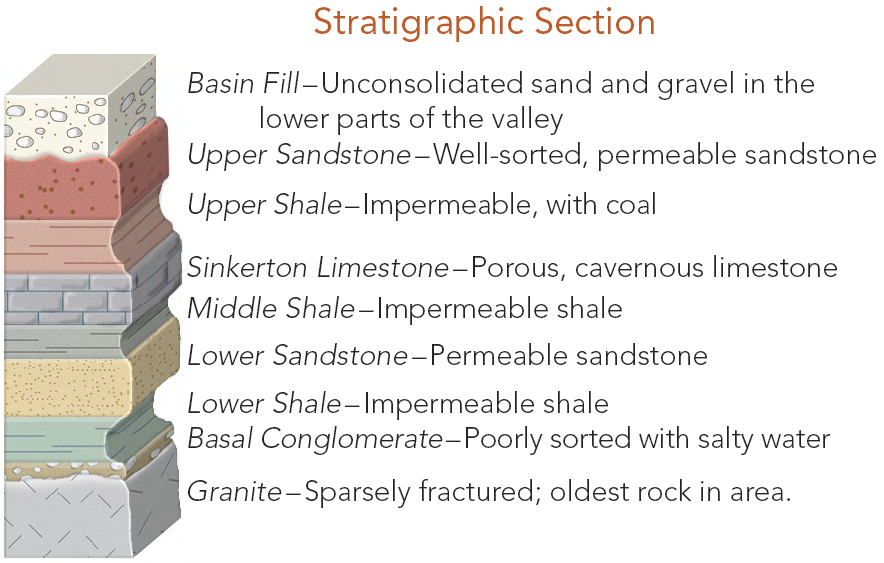 Stratigraphic Section
Basin Fill–Unconsolidated sand and gravel in the
lower parts of the valley
Upper Sandstone–Well-sorted, permeable sandstone
Upper Shale–Impermeable, with coal
Sinkerton Limestone–Porous, cavernous limestone
Middle Shale–Impermeable shale
Lower Sandstone–Permeable sandstone
Lower Shale–Impermeable shale
Basal Conglomerate–Poorly sorted with salty water
Granite–Sparsely fractured; oldest rock in area.